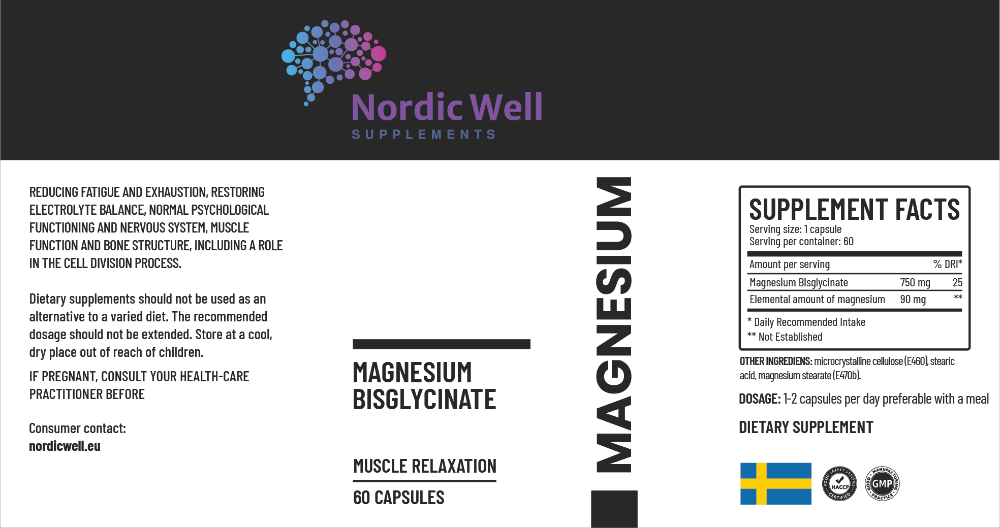 Nordic Well
SUPPLEMENTS
REDUCING FATIGUE AND EXHAUSTION, RESTORING
ELECTROLYTE BALANCE, NORMAL PSYCHOLOGICAL
FUNCTIONING AND NERVOUS SYSTEM, MUSCLE
FUNCTION AND BONE STRUCTURE, INCLUDING A ROLE
IN THE CELL DIVISION PROCESS.
Dietary supplements should not be used as an
alternative to a varied diet. The recommended
dosage should not be extended. Store at a cool,
dry place out of reach of children.
IF PREGNANT, CONSULT YOUR HEALTH-CARE
PRACTITIONER BEFORE
Consumer contact:
nordicwell.eu
MAGNESIUM
BISGLYCINATE
MUSCLE RELAXATION
60 CAPSULES
MAGNESIUM
SUPPLEMENT FACTS
Serving size: 1 capsule
Serving per container: 60
Amount per serving % DRI*
Magnesium Bisglycinate 750 mg 25
Elemental amount of magnesium 90 mg **
* Daily Recommended Intake
** Not Established
OTHER INGREDIENS: microcrystalline cellulose (E460), stearic
acid, magnesium stearate (E470b).
DOSAGE: 1-2 capsules per day preferable with a meal
DIETARY SUPPLEMENT
FOOD SAFETY SYSTEMS
HACCP
CERTIFIED
GOOD • MANUFACTURING
GMP
• PRACTICE •